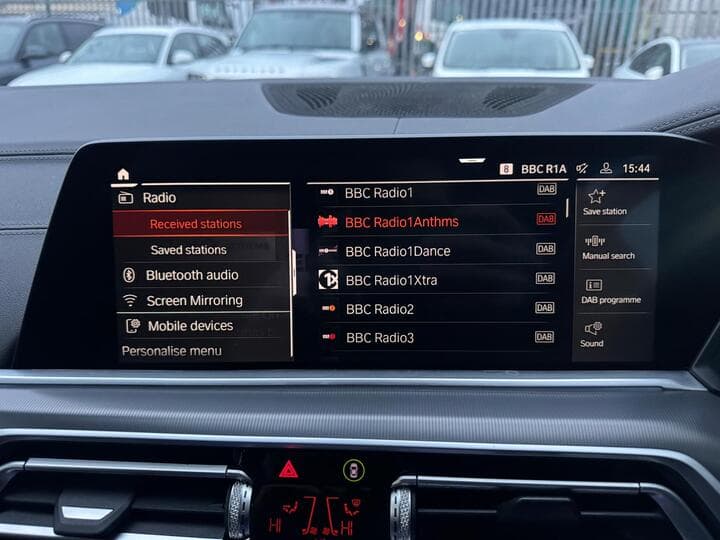 8 BBC R1A 15:44
Radio
Received stations
Saved stations
Bluetooth audio
Screen Mirroring
Mobile devices
Personalise menu
BBC Radio1 DAB
BBC Radio1Anthms DAB
BBC Radio1Dance DAB
BBC Radio1Xtra DAB
BBC Radio2 DAB
BBC Radio3 DAB
Save station
Manual search
DAB programme
Sound
HI HI